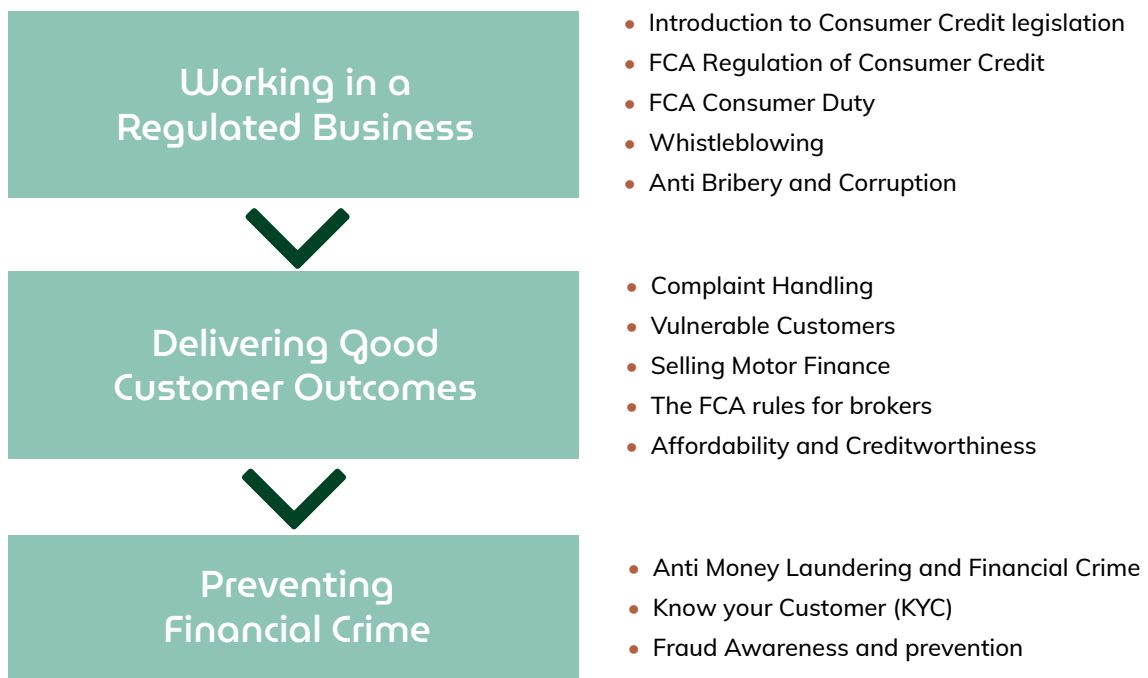 Working in a
Regulated Business
• Introduction to Consumer Credit legislation
• FCA Regulation of Consumer Credit
• FCA Consumer Duty
• Whistleblowing
• Anti Bribery and Corruption
Delivering Good
Customer Outcomes
• Complaint Handling
• Vulnerable Customers
• Selling Motor Finance
• The FCA rules for brokers
• Affordability and Creditworthiness
Preventing
Financial Crime
• Anti Money Laundering and Financial Crime
• Know your Customer (KYC)
• Fraud Awareness and prevention